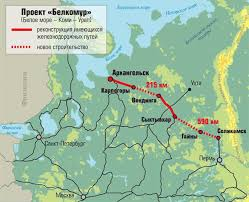 Проект «Белкомур»
(Белое море – Коми – Урал)
реконструкция имеющихся
железнодорожных путей
новое строительство
Архангельск
Карпогоры
215 км
Вендинга
Ухта
Сыктывкар
590 км
Гайны
Соликамск
Пермь
Санкт-Петербург
Москва